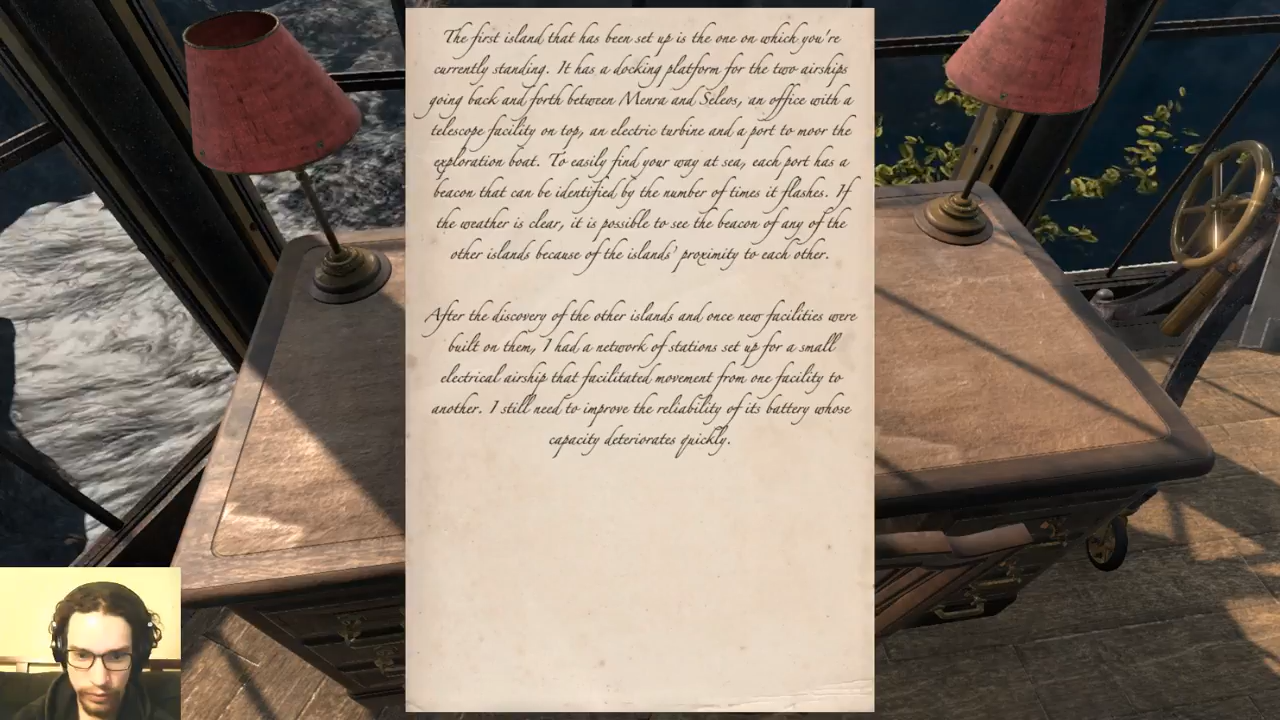 The first island that has been set up is the one on which you're
currently standing. It has a docking platform for the two airships
going back and forth between Menra and Seleos, an office with a
telescope facility on top, an electric turbine and a port to moor the
exploration boat. To easily find your way at sea, each port has a
beacon that can be identified by the number of times it flashes. If
the weather is clear, it is possible to see the beacon of any of the
other islands because of the islands' proximity to each other.
After the discovery of the other islands and once new facilities were
built on them, I had a network of stations set up for a small
electrical airship that facilitated movement from one facility to
another. I still need to improve the reliability of its battery whose
capacity deteriorates quickly.